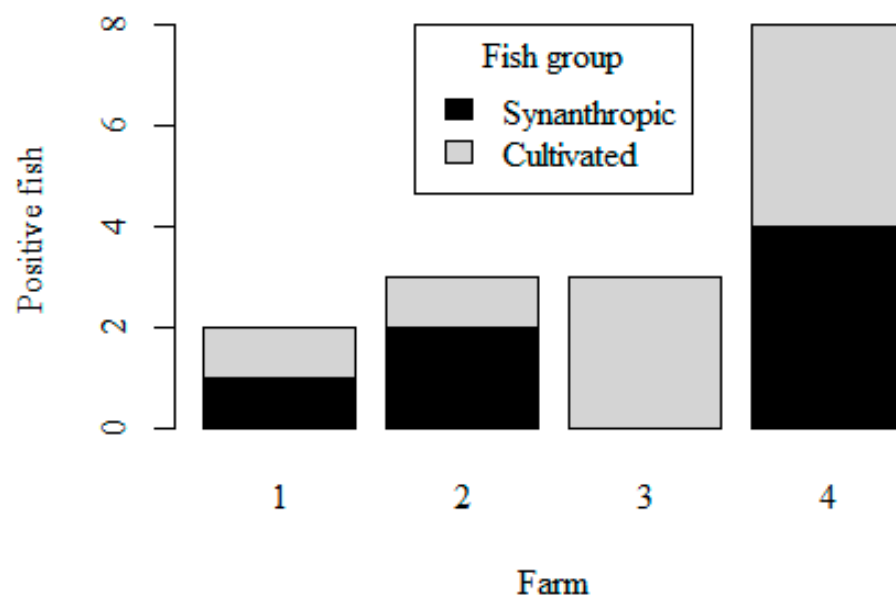 Positive fish
8
6
4
2
0
Fish group
Synanthropic
Cultivated
1 2 3 4
Farm